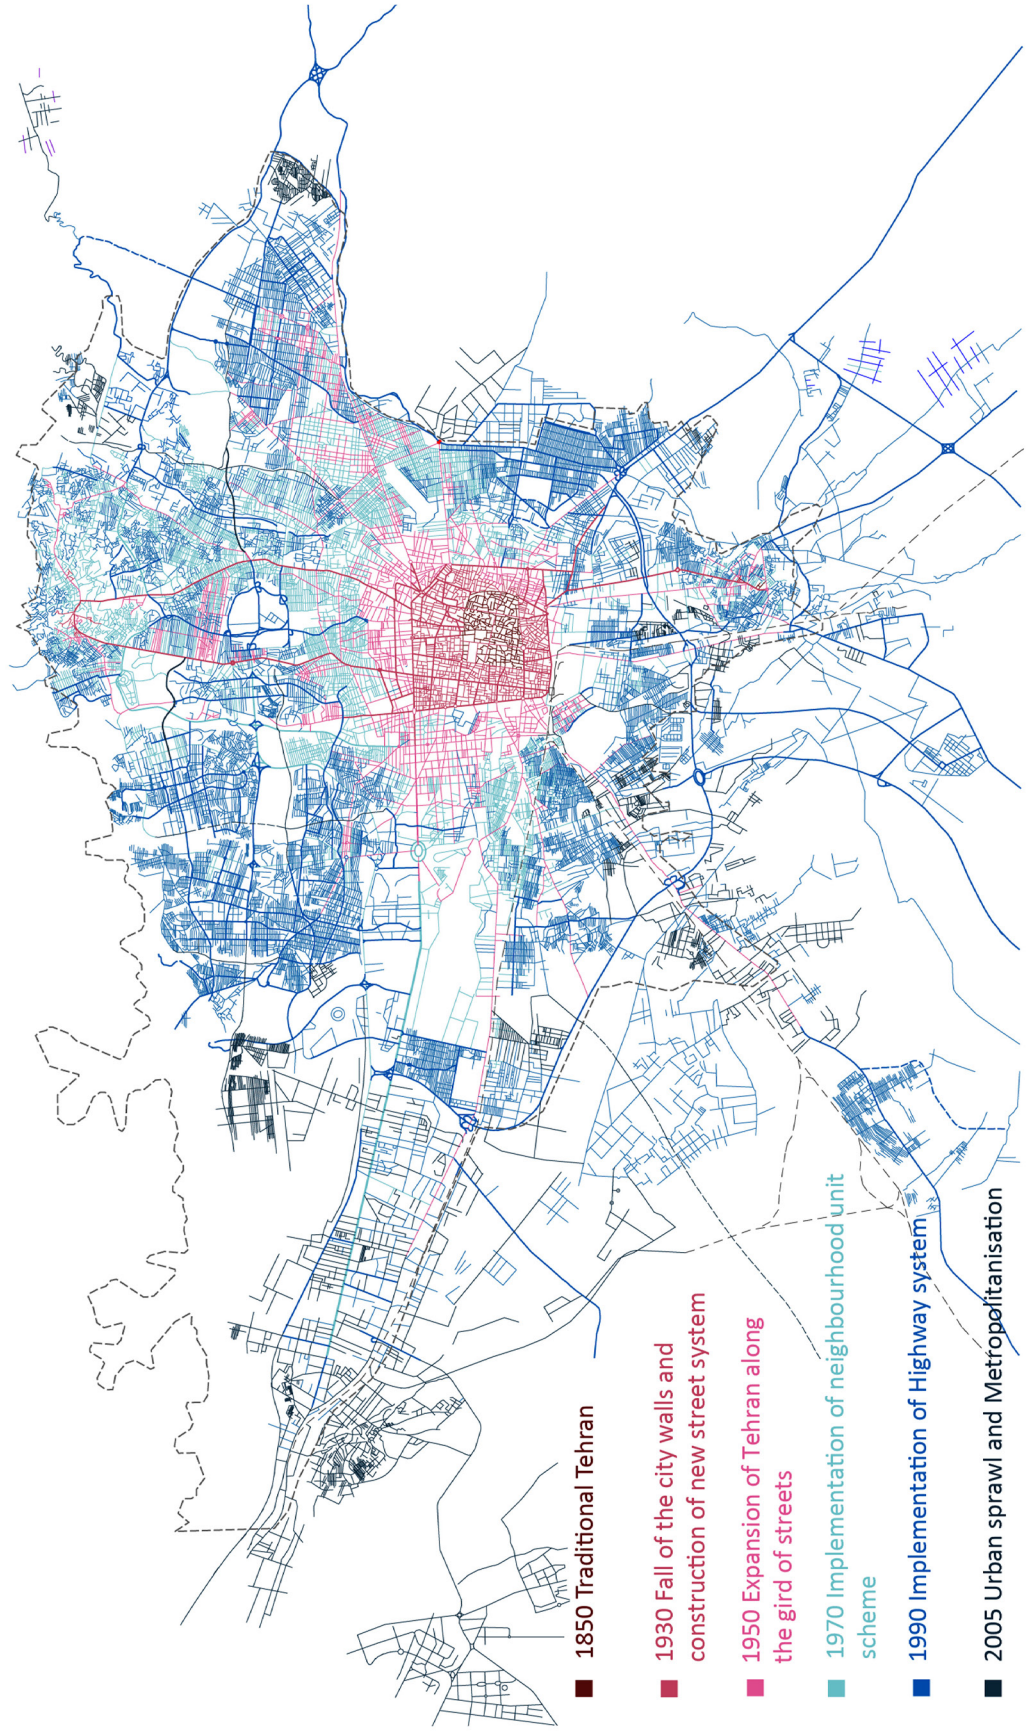 1850 Traditional Tehran
1930 Fall of the city walls and
construction of new street system
1950 Expansion of Tehran along
the gird of streets
1970 Implementation of neighbourhood unit
scheme
1990 Implementation of Highway system
2005 Urban sprawl and Metropolitanisation